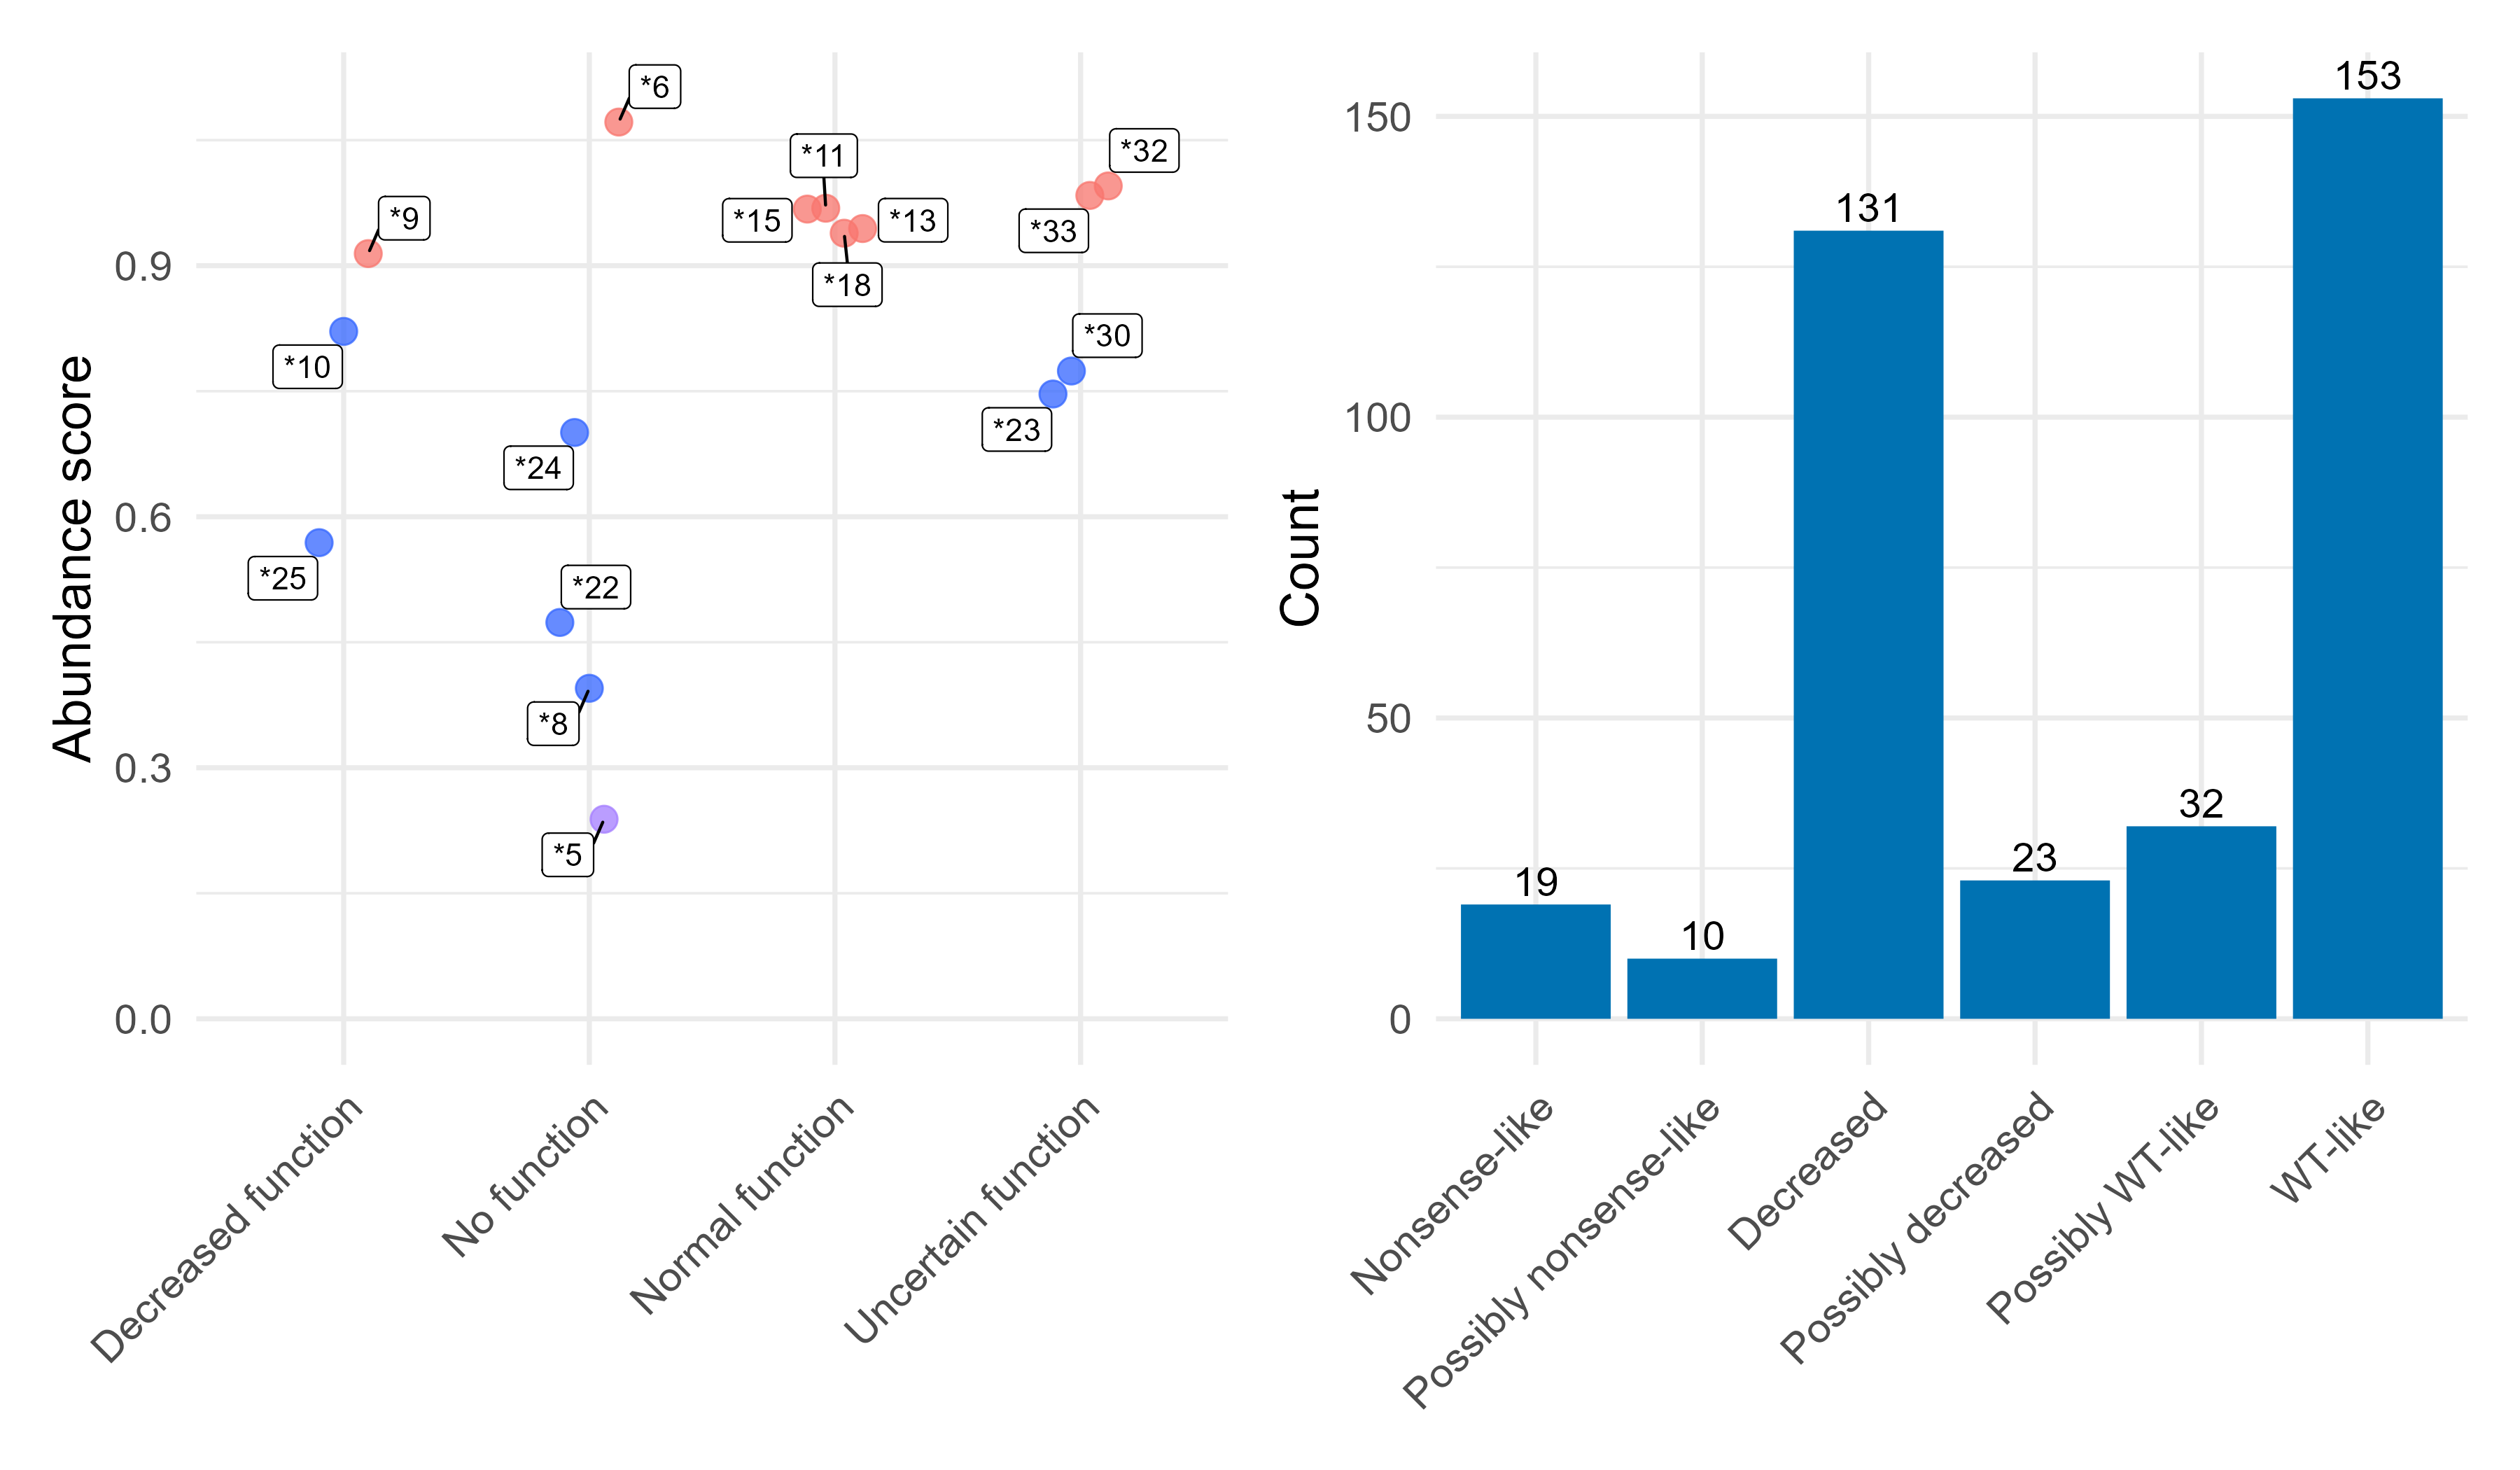 Abundance score
0.9
0.6
0.3
0.0
*6
*9
*11
*15
*13
*18
*32
*33
*10
*30
*23
*24
*25
*22
*8
*5
Decreased function
No function
Normal function
Uncertain function
Count
150
100
50
0
19
10
131
23
32
153
Nonsense-like
Possibly nonsense-like
Decreased
Possibly decreased
Possibly WT-like
WT-like